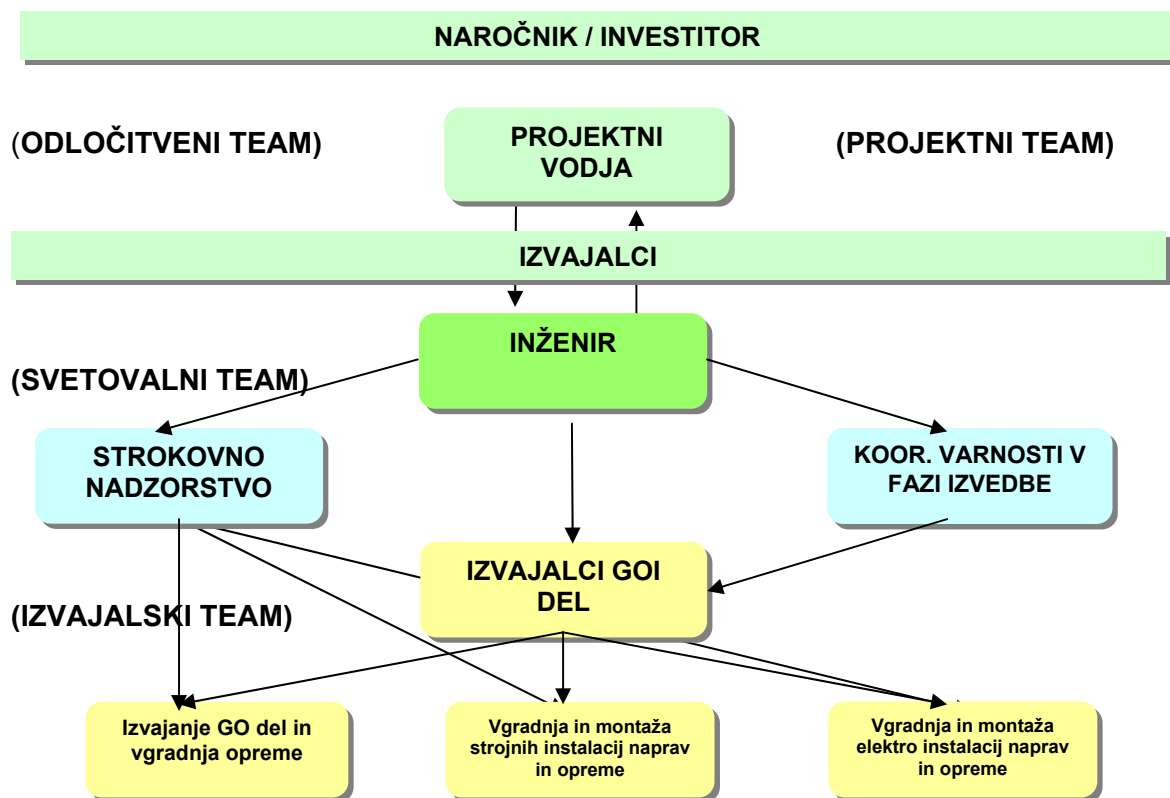 NAROČNIK / INVESTITOR
(ODLOČITVENI TEAM)
PROJEKTNI
VODJA
(PROJEKTNI TEAM)
IZVAJALCI
INŽENIR
(SVETOVALNI TEAM)
STROKOVNO
NADZORSTVO
KOOR. VARNOSTI V
FAZI IZVEDBE
IZVAJALCI GOI
DEL
(IZVAJALSKI TEAM)
Izvajanje GO del in
vgradnja opreme
Vgradnja in montaža
strojnih instalacij naprav
in opreme
Vgradnja in montaža
elektro instalacij naprav
in opreme